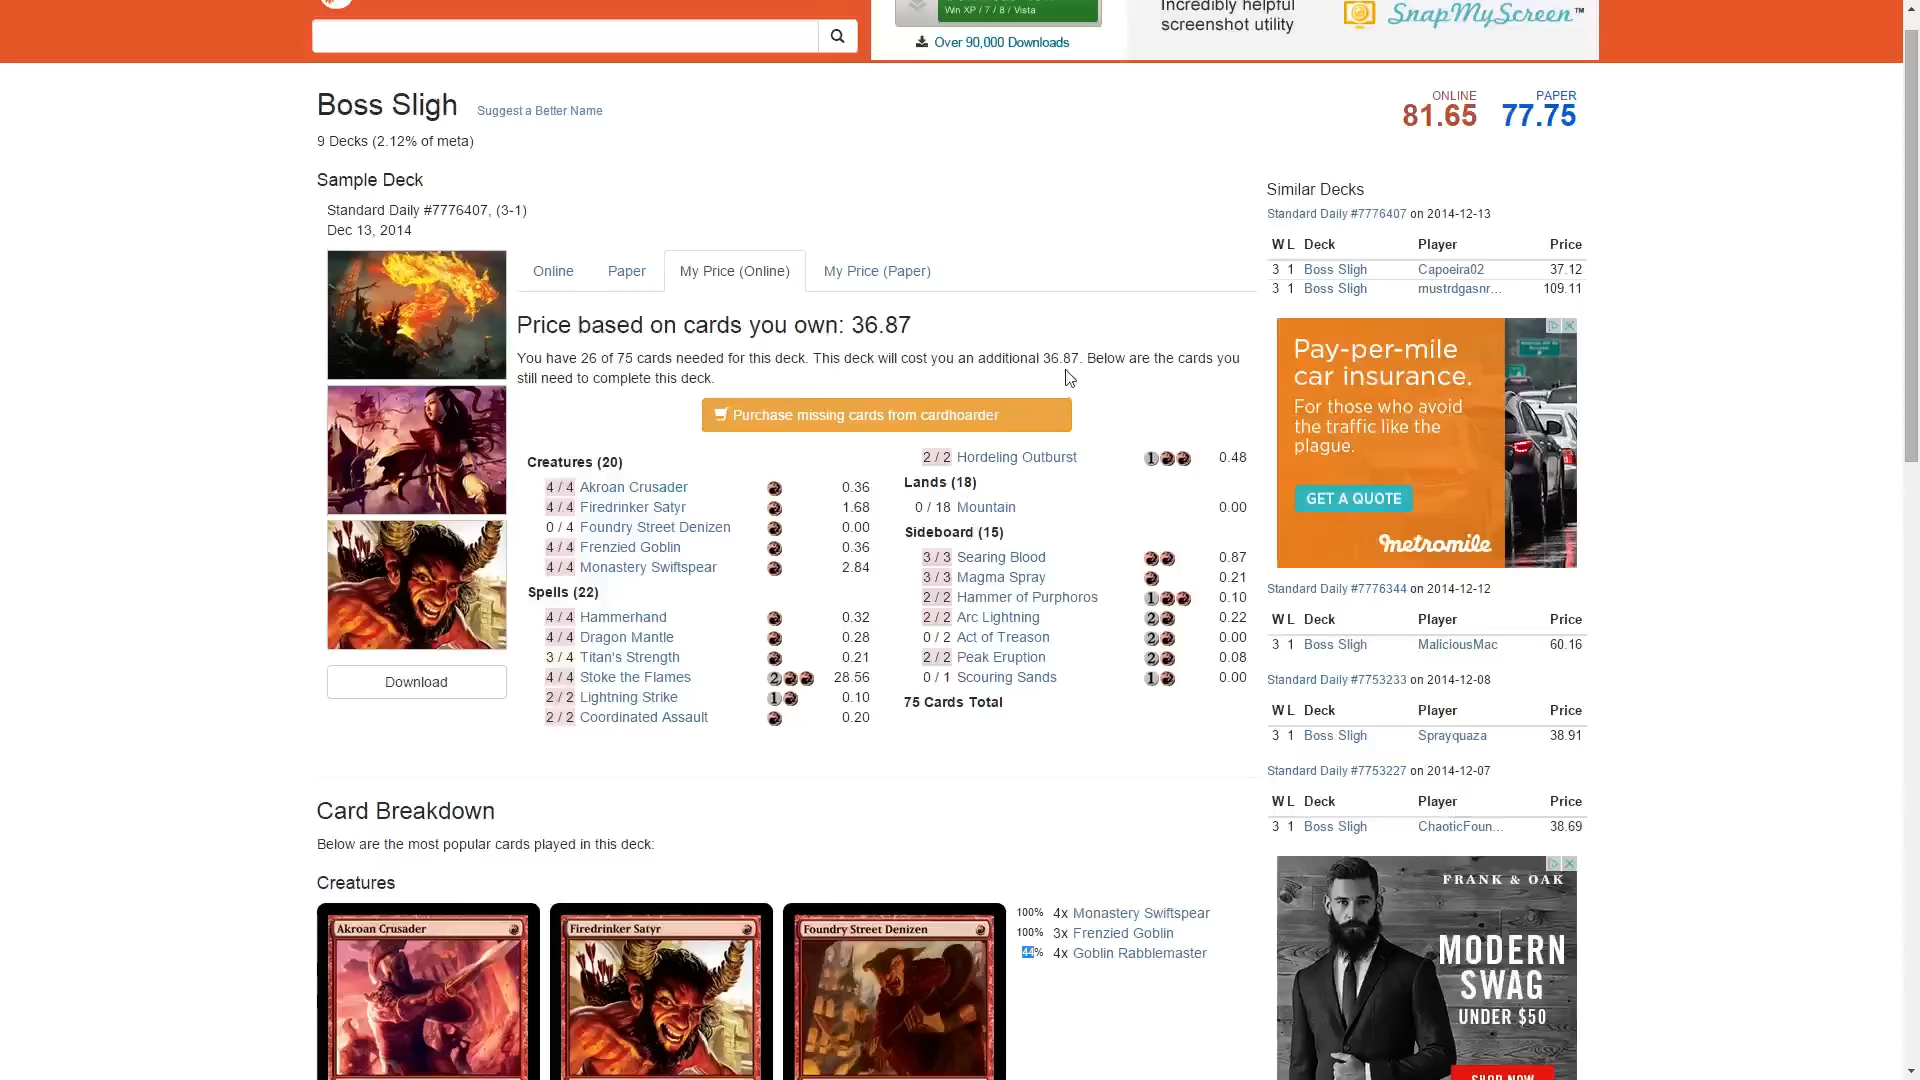 Win XP / 7 / 8 / Vista
Over 90,000 Downloads
Incredibly helpful
screenshot utility
SnapMyScreen™
Boss Sligh Suggest a Better Name
ONLINE PAPER
81.65 77.75
9 Decks (2.12% of meta)
Sample Deck
Standard Daily #7776407, (3-1)
Dec 13, 2014
Download
Online Paper My Price (Online) My Price (Paper)
Price based on cards you own: 36.87
You have 26 of 75 cards needed for this deck. This deck will cost you an additional 36.87. Below are the cards you
still need to complete this deck.
Purchase missing cards from cardhoarder
Creatures (20)
4 / 4 Akroan Crusader 0.36
4 / 4 Firedrinker Satyr 1.68
0 / 4 Foundry Street Denizen 0.00
4 / 4 Frenzied Goblin 0.36
4 / 4 Monastery Swiftspear 2.84
Spells (22)
4 / 4 Hammerhand 0.32
4 / 4 Dragon Mantle 0.28
3 / 4 Titan's Strength 0.21
4 / 4 Stoke the Flames 2 28.56
2 / 2 Lightning Strike 1 0.10
2 / 2 Coordinated Assault 0.20
2 / 2 Hordeling Outburst 1 0.48
Lands (18)
0 / 18 Mountain 0.00
Sideboard (15)
3 / 3 Searing Blood 0.87
3 / 3 Magma Spray 0.21
2 / 2 Hammer of Purphoros 1 0.10
2 / 2 Arc Lightning 2 0.22
0 / 2 Act of Treason 2 0.00
2 / 2 Peak Eruption 2 0.08
0 / 1 Scouring Sands 1 0.00
75 Cards Total
Card Breakdown
Below are the most popular cards played in this deck:
Creatures
Akroan Crusader
Firedrinker Satyr
Foundry Street Denizen
100% 4x Monastery Swiftspear
100% 3x Frenzied Goblin
44% 4x Goblin Rabblemaster
Similar Decks
Standard Daily #7776407 on 2014-12-13
W L Deck Player Price
3 1 Boss Sligh Capoeira02 37.12
3 1 Boss Sligh mustrdgasnr... 109.11
Pay-per-mile
car insurance.
For those who avoid
the traffic like the
plague.
GET A QUOTE
metromile
Standard Daily #7776344 on 2014-12-12
W L Deck Player Price
3 1 Boss Sligh MaliciousMac 60.16
Standard Daily #7753233 on 2014-12-08
W L Deck Player Price
3 1 Boss Sligh Sprayquaza 38.91
Standard Daily #7753227 on 2014-12-07
W L Deck Player Price
3 1 Boss Sligh ChaoticFoun... 38.69
FRANK & OAK
MODERN
SWAG
UNDER $50
SHOP NOW